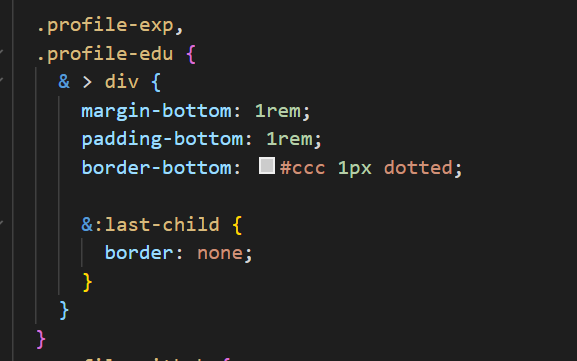 .profile-exp,
.profile-edu {
& > div {
margin-bottom: 1rem;
padding-bottom: 1rem;
border-bottom: #ccc 1px dotted;
&:last-child {
border: none;
}
}
}